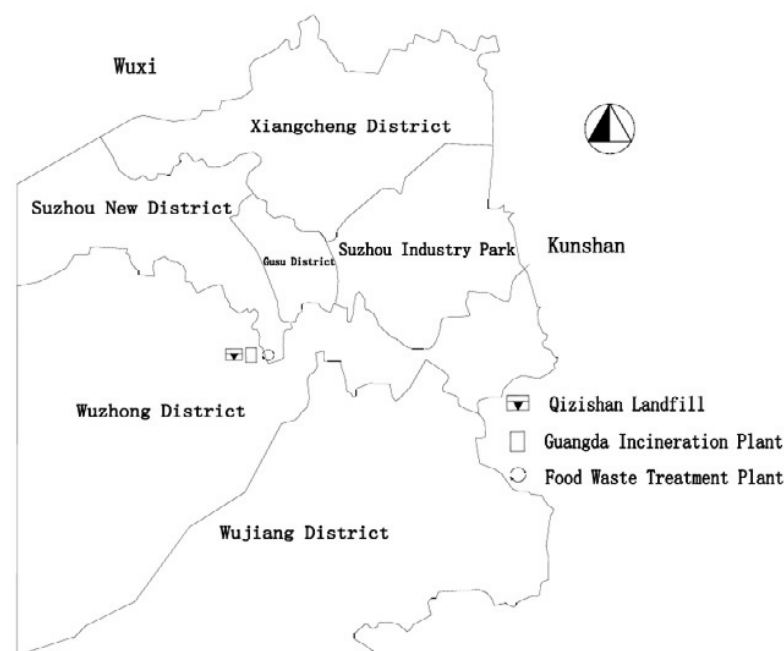 Wuxi
Xiangcheng District
Suzhou New District
Gusu District
Suzhou Industry Park
Kunshan
Wuzhong District
Qizishan Landfill
Guangda Incineration Plant
Food Waste Treatment Plant
Wujiang District